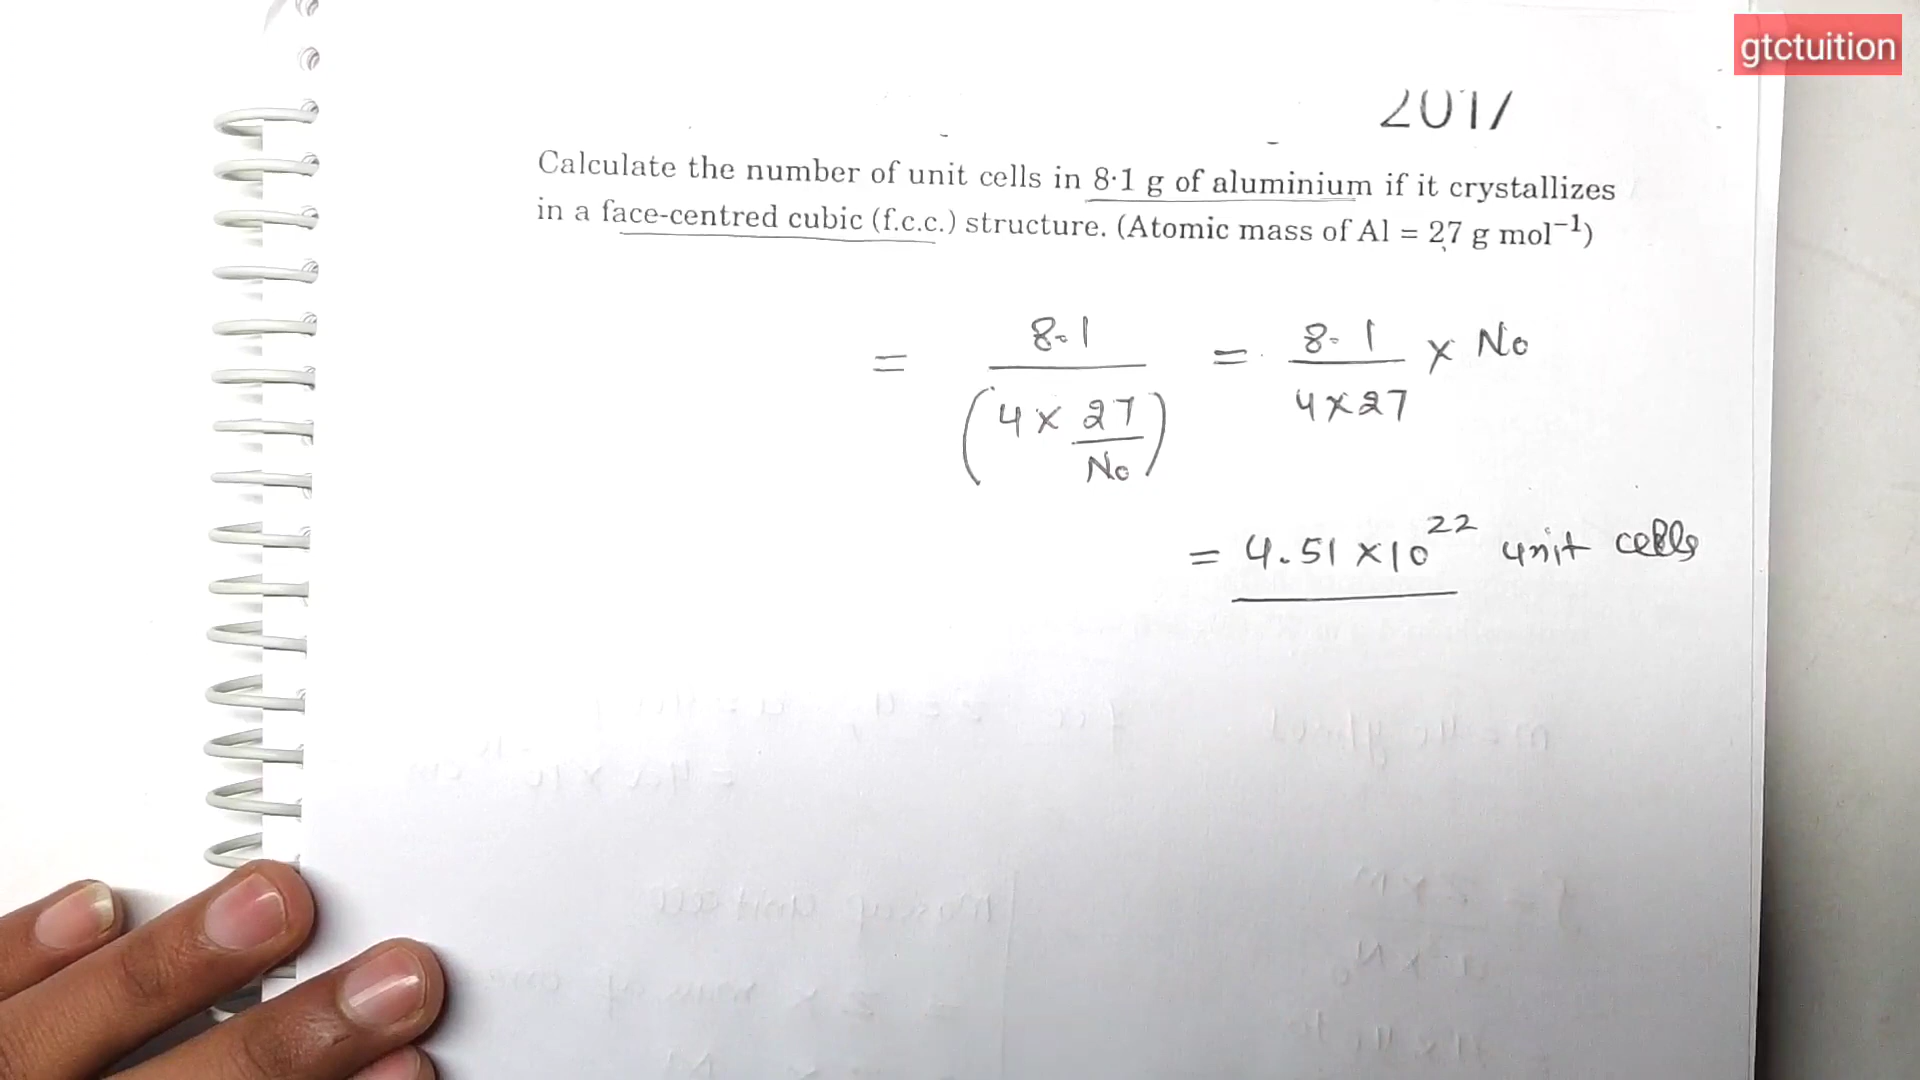 gtctuition
2017
Calculate the number of unit cells in 8·1 g of aluminium if it crystallizes
in a face-centred cubic (f.c.c.) structure. (Atomic mass of Al = 27 g mol⁻¹)
= 8.1 / (4 × 27/N₀) = 8.1 / 4×27 × N₀
= 4.51 × 10²² unit cells